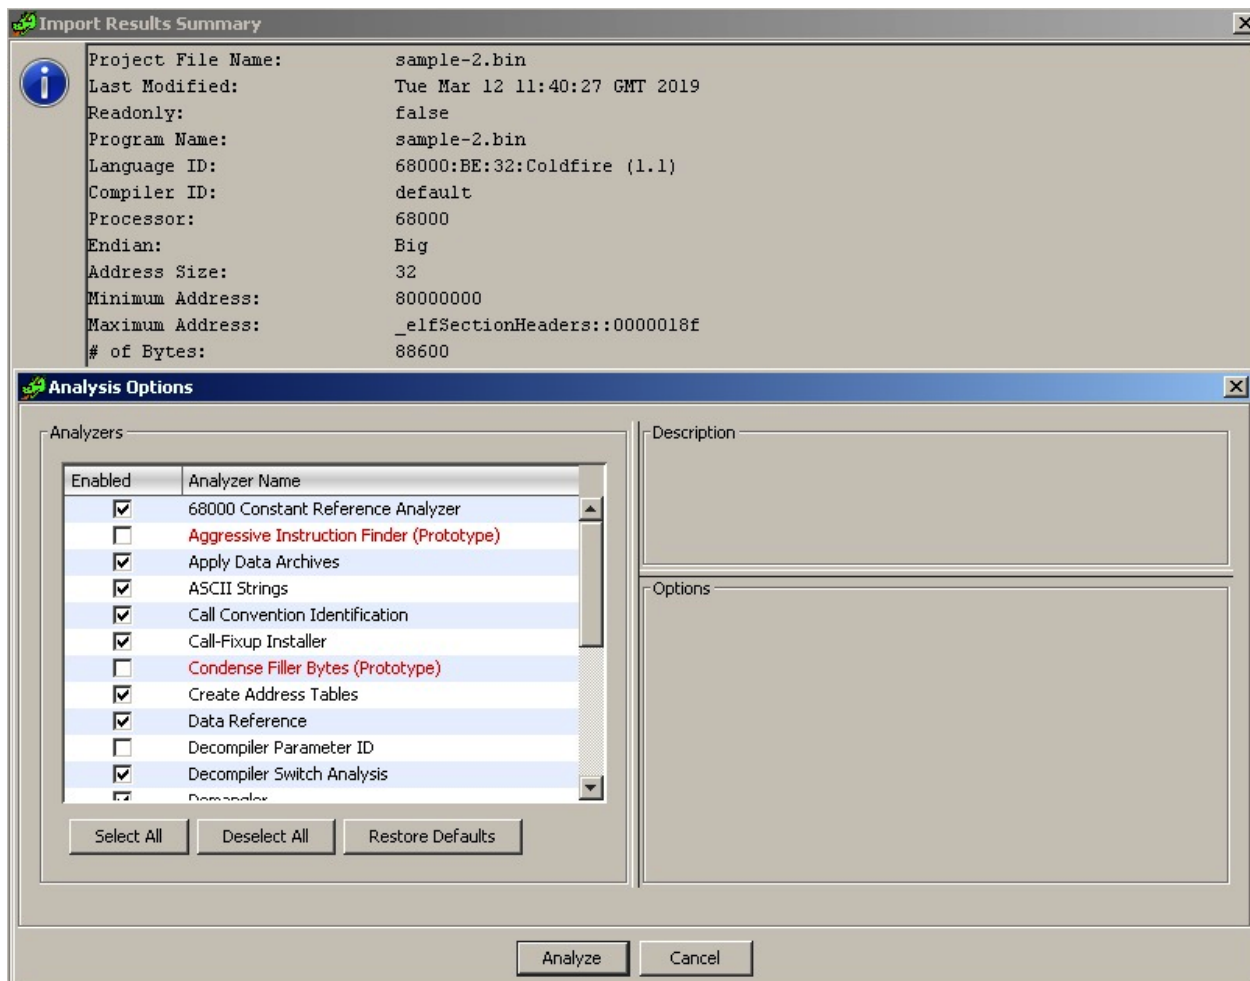 Import Results Summary
Project File Name: sample-2.bin
Last Modified: Tue Mar 12 11:40:27 GMT 2019
Readonly: false
Program Name: sample-2.bin
Language ID: 68000:BE:32:Coldfire (1.1)
Compiler ID: default
Processor: 68000
Endian: Big
Address Size: 32
Minimum Address: 80000000
Maximum Address: _elfSectionHeaders::0000018f
# of Bytes: 88600
Analysis Options
Analyzers
Enabled Analyzer Name
68000 Constant Reference Analyzer
Aggressive Instruction Finder (Prototype)
Apply Data Archives
ASCII Strings
Call Convention Identification
Call-Fixup Installer
Condense Filler Bytes (Prototype)
Create Address Tables
Data Reference
Decompiler Parameter ID
Decompiler Switch Analysis
Demangler
Select All Deselect All Restore Defaults
Description
Options
Analyze Cancel